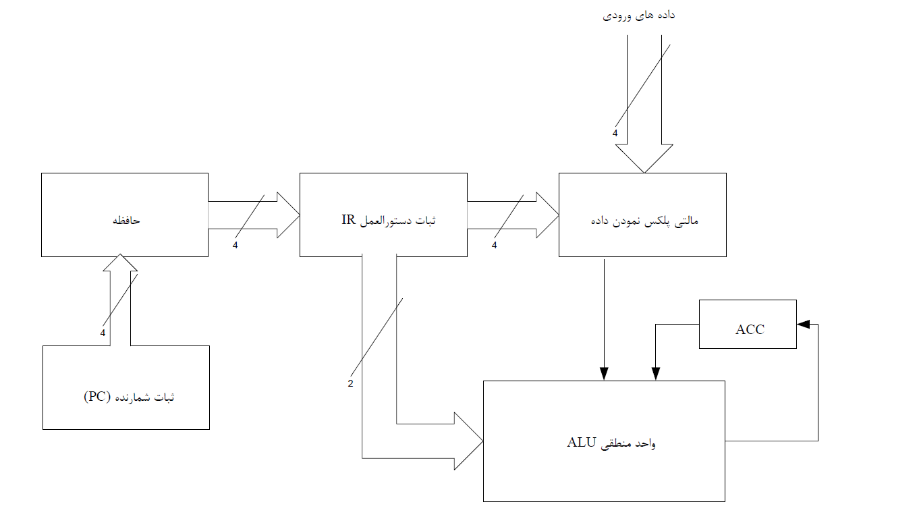 داده های ورودی
4
حافظه
4
ثبات دستورالعمل IR
4
مالتی پلکس نمودن داده
4
2
ثبات شمارنده (PC)
ACC
واحد منطقی ALU